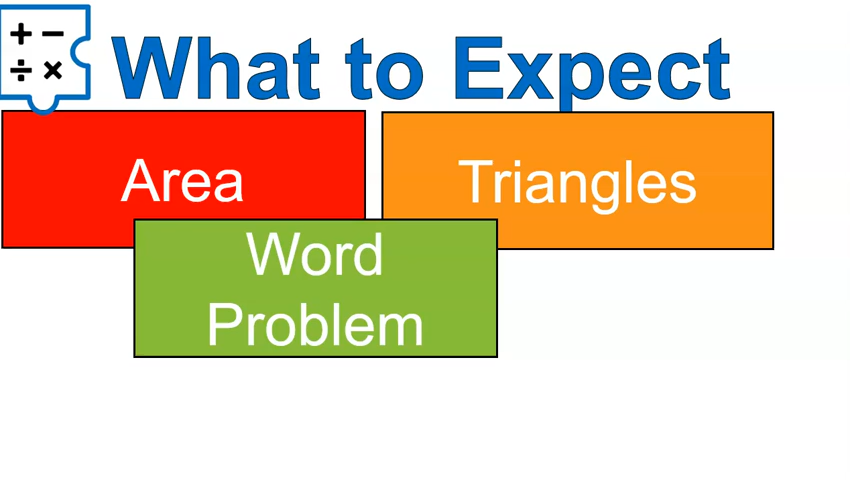 + −
÷ ×
What to Expect
Area
Triangles
Word
Problem